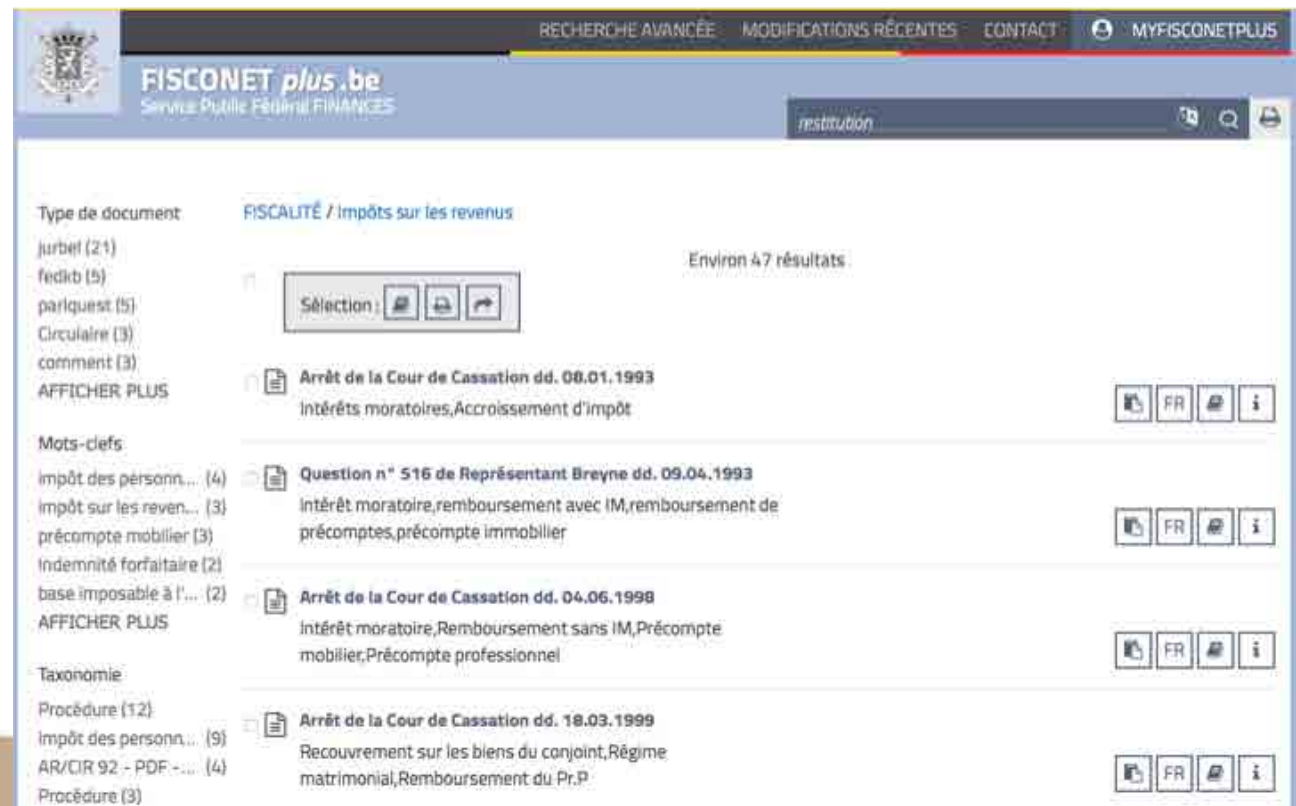 RECHERCHE AVANCÉE MODIFICATIONS RÉCENTES CONTACT MYFISCONETPLUS
FISCONET plus.be
Service Public Fédéral FINANCES
restitution
Type de document
jurbel (21)
fedkb (5)
parlquest (5)
Circulaire (3)
comment (3)
AFFICHER PLUS
Mots-clefs
impôt des personn... (4)
impôt sur les reven... (3)
précompte mobilier (3)
Indemnité forfaitaire (2)
base imposable à l'... (2)
AFFICHER PLUS
Taxonomie
Procédure (12)
impôt des personn... (9)
AR/CIR 92 - PDF -... (4)
Procédure (3)
FISCALITÉ / Impôts sur les revenus
Environ 47 résultats
Sélection :
Arrêt de la Cour de Cassation dd. 08.01.1993
Intérêts moratoires,Accroissement d'impôt
FR
Question n° 516 de Représentant Breyne dd. 09.04.1993
Intérêt moratoire,remboursement avec IM,remboursement de
précomptes,précompte immobilier
FR
Arrêt de la Cour de Cassation dd. 04.06.1998
Intérêt moratoire,Remboursement sans IM,Précompte
mobilier,Précompte professionnel
FR
Arrêt de la Cour de Cassation dd. 18.03.1999
Recouvrement sur les biens du conjoint,Régime
matrimonial,Remboursement du Pr.P
FR